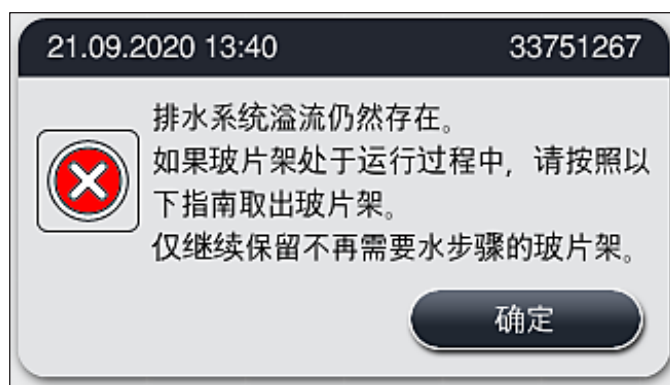 21.09.2020 13:40 33751267
排水系统溢流仍然存在。
如果玻片架处于运行过程中，请按照以
下指南取出玻片架。
仅继续保留不再需要水步骤的玻片架。
确定